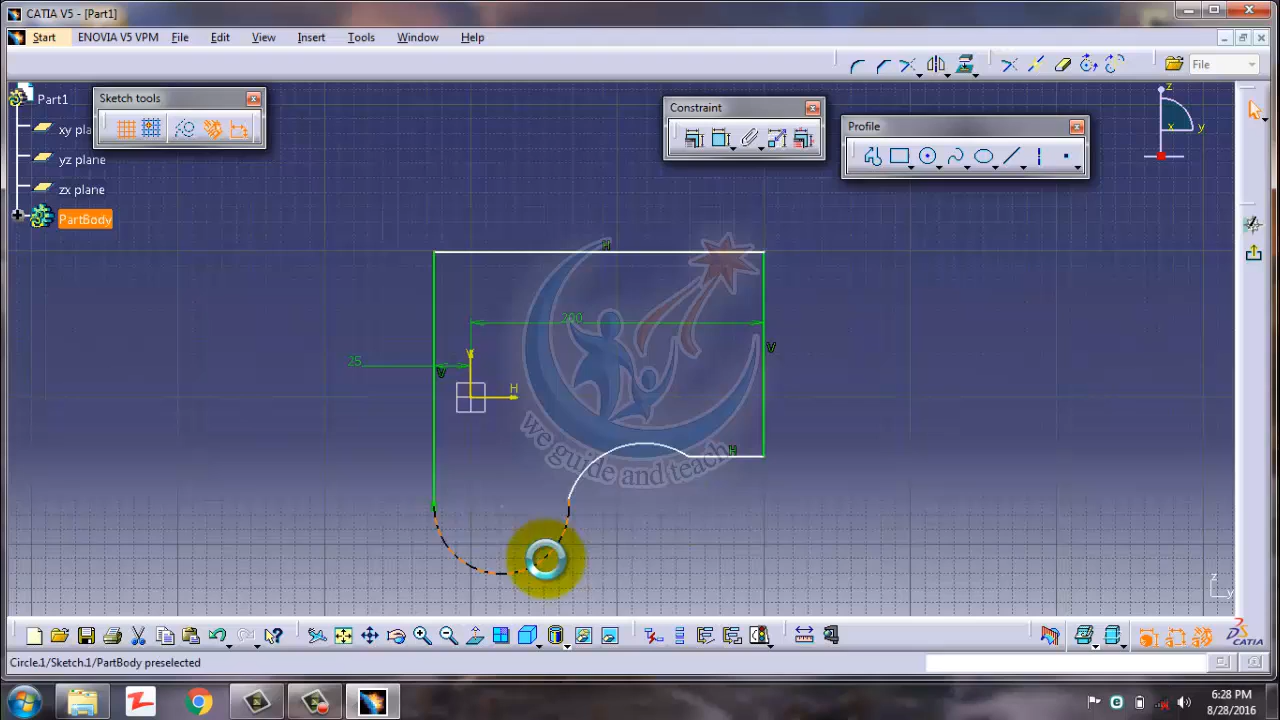 CATIA V5 - [Part1]
Start ENOVIA V5 VPM File Edit View Insert Tools Window Help
File
Part1
xy pla
yz plane
zx plane
PartBody
Sketch tools
Constraint
Profile
z
x y
H
200
V
25
V
V
H
H
we guide and teach
z
y
CATIA
Circle.1/Sketch.1/PartBody preselected
6:28 PM
8/28/2016